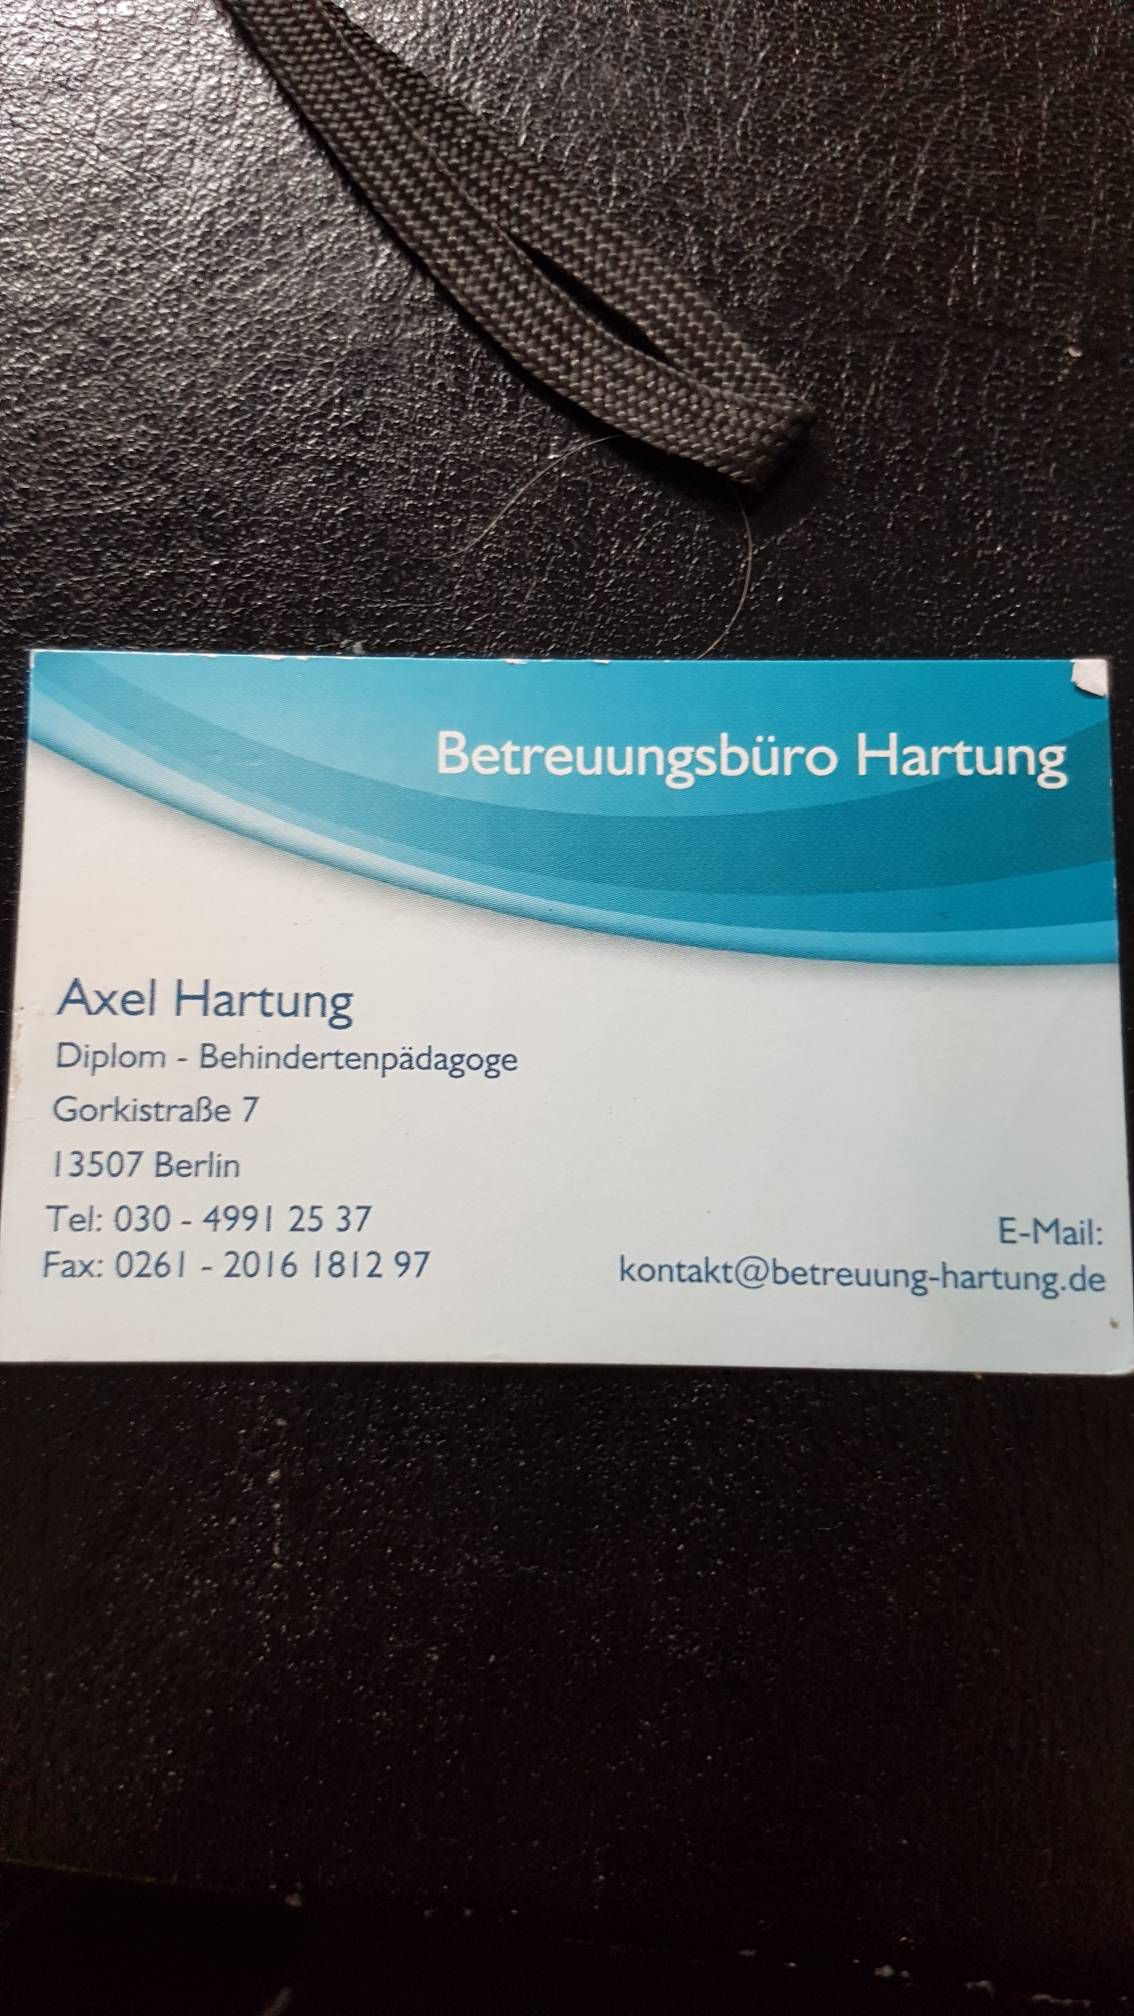 Betreuungsbüro Hartung
Axel Hartung
Diplom - Behindertenpädagoge
Gorkistraße 7
13507 Berlin
Tel: 030 - 4991 25 37
Fax: 0261 - 2016 1812 97
E-Mail:
kontakt@betreuung-hartung.de